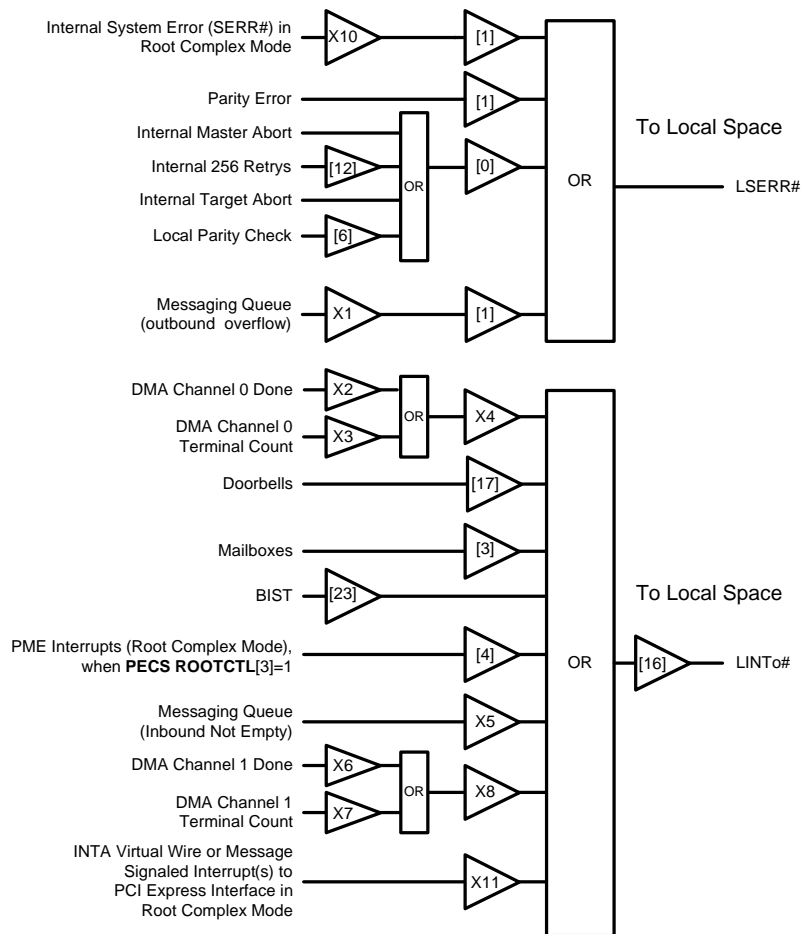 Internal System Error (SERR#) in
Root Complex Mode
X10
[1]
Parity Error
[1]
To Local Space
Internal Master Abort
Internal 256 Retrys
[12]
OR
[0]
OR
LSERR#
Internal Target Abort
Local Parity Check
[6]
Messaging Queue
(outbound overflow)
X1
[1]
DMA Channel 0 Done
X2
OR
X4
DMA Channel 0
Terminal Count
X3
Doorbells
[17]
Mailboxes
[3]
BIST
[23]
To Local Space
PME Interrupts (Root Complex Mode),
when PECS ROOTCTL[3]=1
[4]
OR
[16]
LINTo#
Messaging Queue
(Inbound Not Empty)
X5
DMA Channel 1 Done
X6
OR
X8
DMA Channel 1
Terminal Count
X7
INTA Virtual Wire or Message
Signaled Interrupt(s) to
PCI Express Interface in
Root Complex Mode
X11